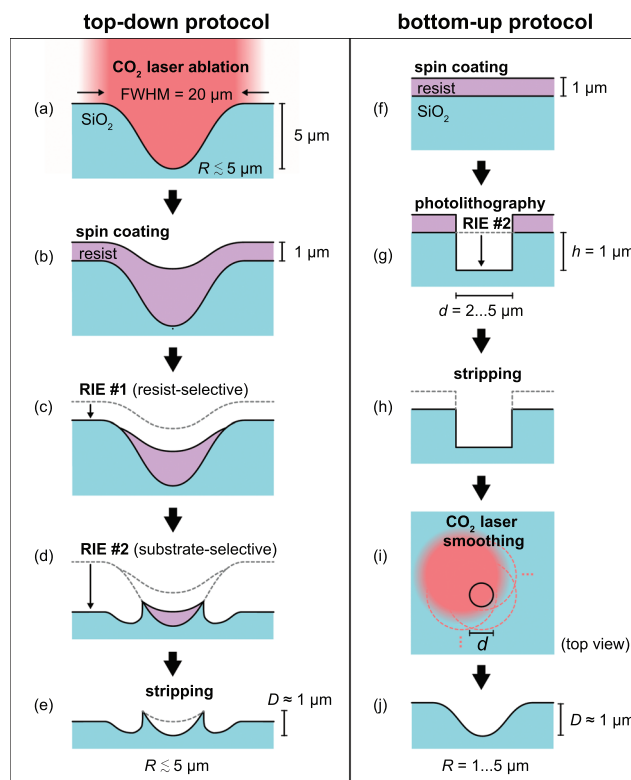 top-down protocol
CO2 laser ablation
FWHM = 20 μm
(a)
SiO2
5 μm
R ≲ 5 μm
spin coating
(b)
resist
1 μm
RIE #1 (resist-selective)
(c)
RIE #2 (substrate-selective)
(d)
stripping
(e)
D ≈ 1 μm
R ≲ 5 μm
bottom-up protocol
spin coating
(f)
resist
1 μm
SiO2
photolithography
RIE #2
(g)
h = 1 μm
d = 2...5 μm
stripping
(h)
CO2 laser
smoothing
(i)
...
d
...
(top view)
(j)
D ≈ 1 μm
R = 1...5 μm